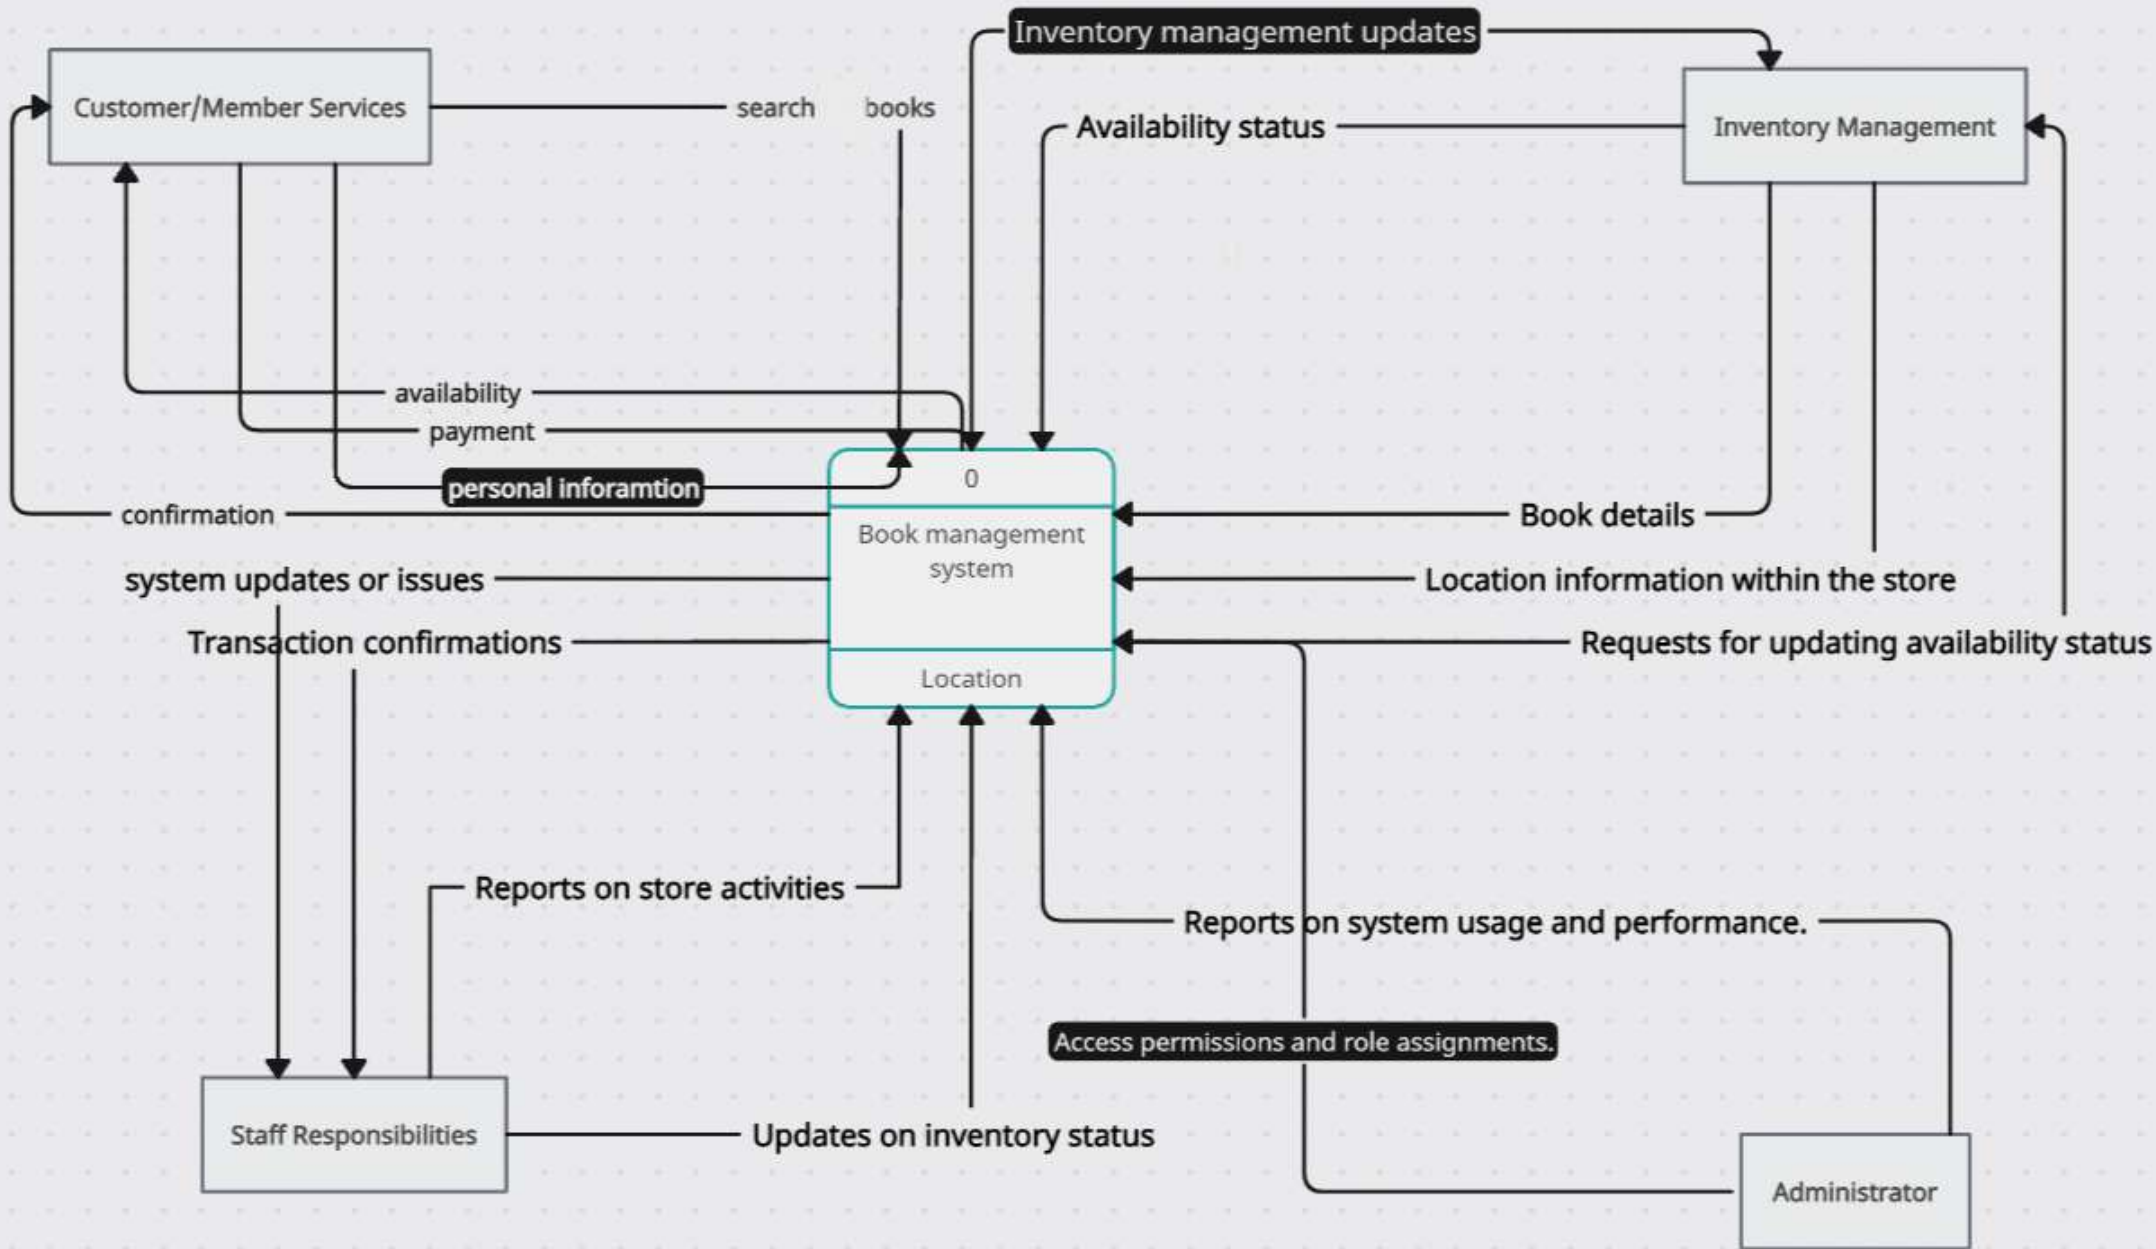 Inventory management updates
Customer/Member Services
search books
Availability status
Inventory Management
availability
payment
personal inforamtion
0
confirmation
Book management
system
Book details
system updates or issues
Location information within the store
Transaction confirmations
Requests for updating availability status
Location
Reports on store activities
Reports on system usage and performance.
Access permissions and role assignments.
Staff Responsibilities
Updates on inventory status
Administrator